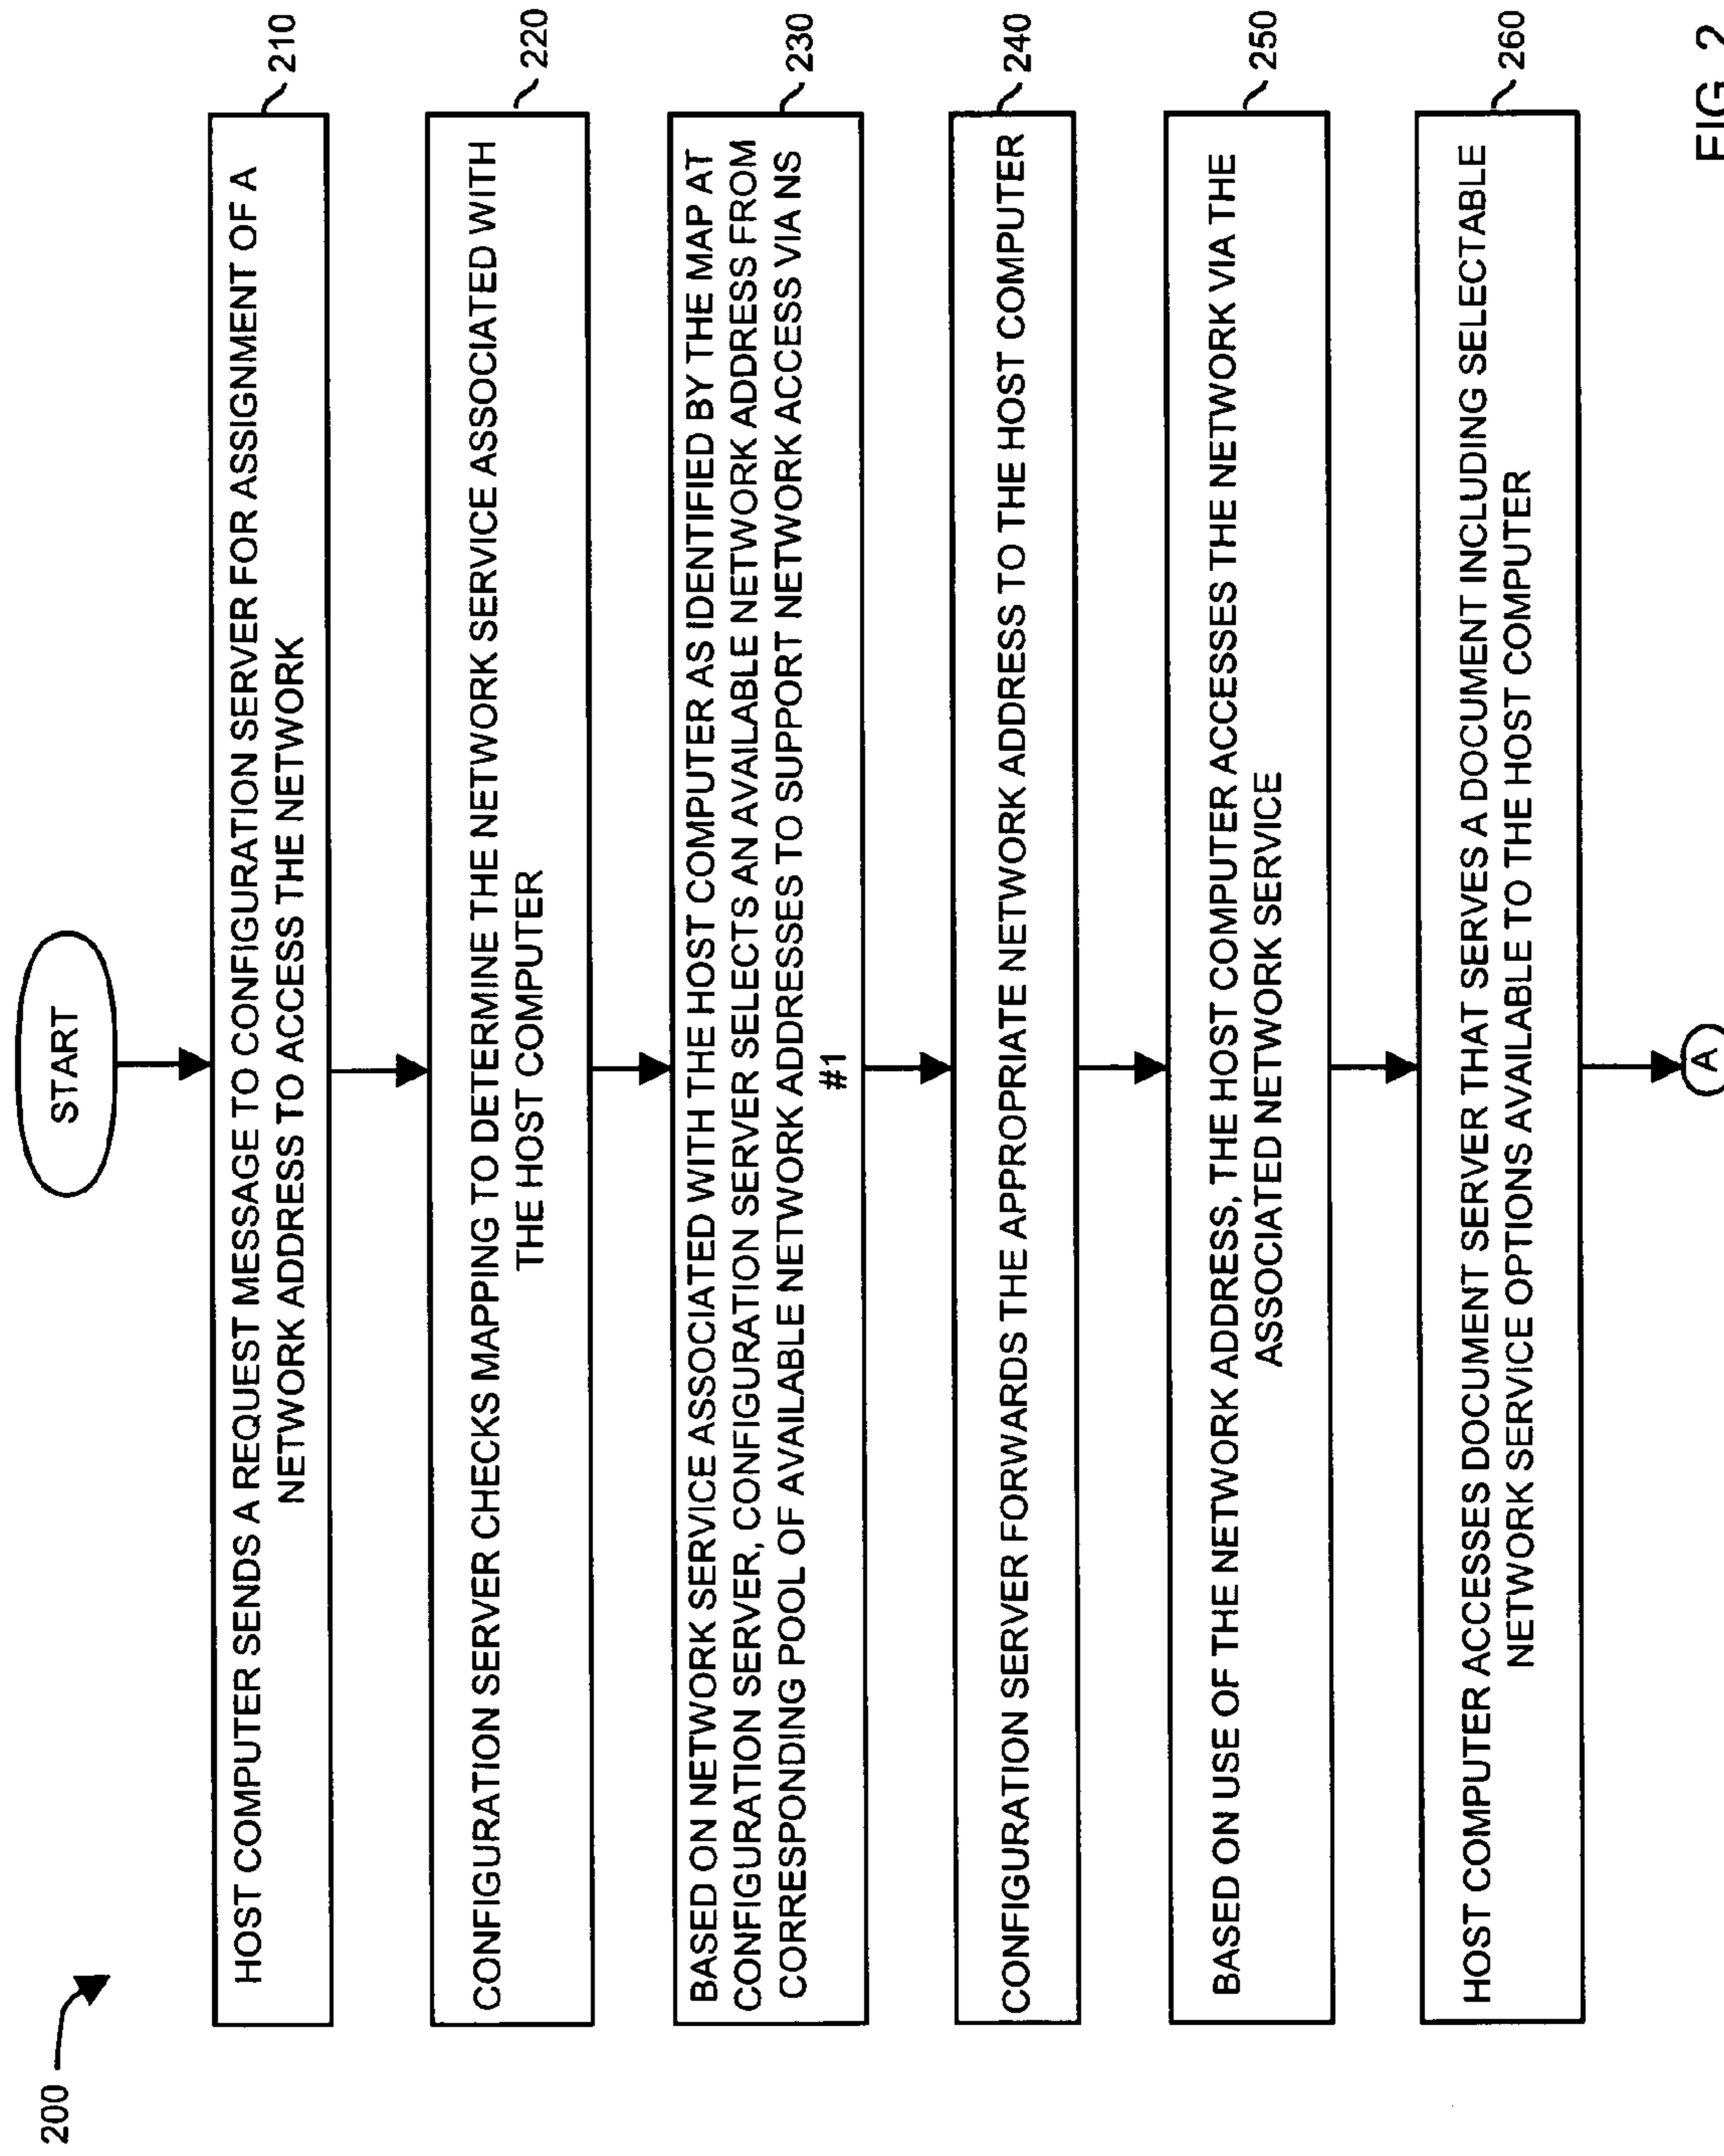 200
START
HOST COMPUTER SENDS A REQUEST MESSAGE TO CONFIGURATION SERVER FOR ASSIGNMENT OF A
NETWORK ADDRESS TO ACCESS THE NETWORK
210
CONFIGURATION SERVER CHECKS MAPPING TO DETERMINE THE NETWORK SERVICE ASSOCIATED WITH
THE HOST COMPUTER
220
BASED ON NETWORK SERVICE ASSOCIATED WITH THE HOST COMPUTER AS IDENTIFIED BY THE MAP AT
CONFIGURATION SERVER, CONFIGURATION SERVER SELECTS AN AVAILABLE NETWORK ADDRESS FROM
CORRESPONDING POOL OF AVAILABLE NETWORK ADDRESSES TO SUPPORT NETWORK ACCESS VIA NS
#1
230
CONFIGURATION SERVER FORWARDS THE APPROPRIATE NETWORK ADDRESS TO THE HOST COMPUTER
240
BASED ON USE OF THE NETWORK ADDRESS, THE HOST COMPUTER ACCESSES THE NETWORK VIA THE
ASSOCIATED NETWORK SERVICE
250
HOST COMPUTER ACCESSES DOCUMENT SERVER THAT SERVES A DOCUMENT INCLUDING SELECTABLE
NETWORK SERVICE OPTIONS AVAILABLE TO THE HOST COMPUTER
260
A
FIG. 2